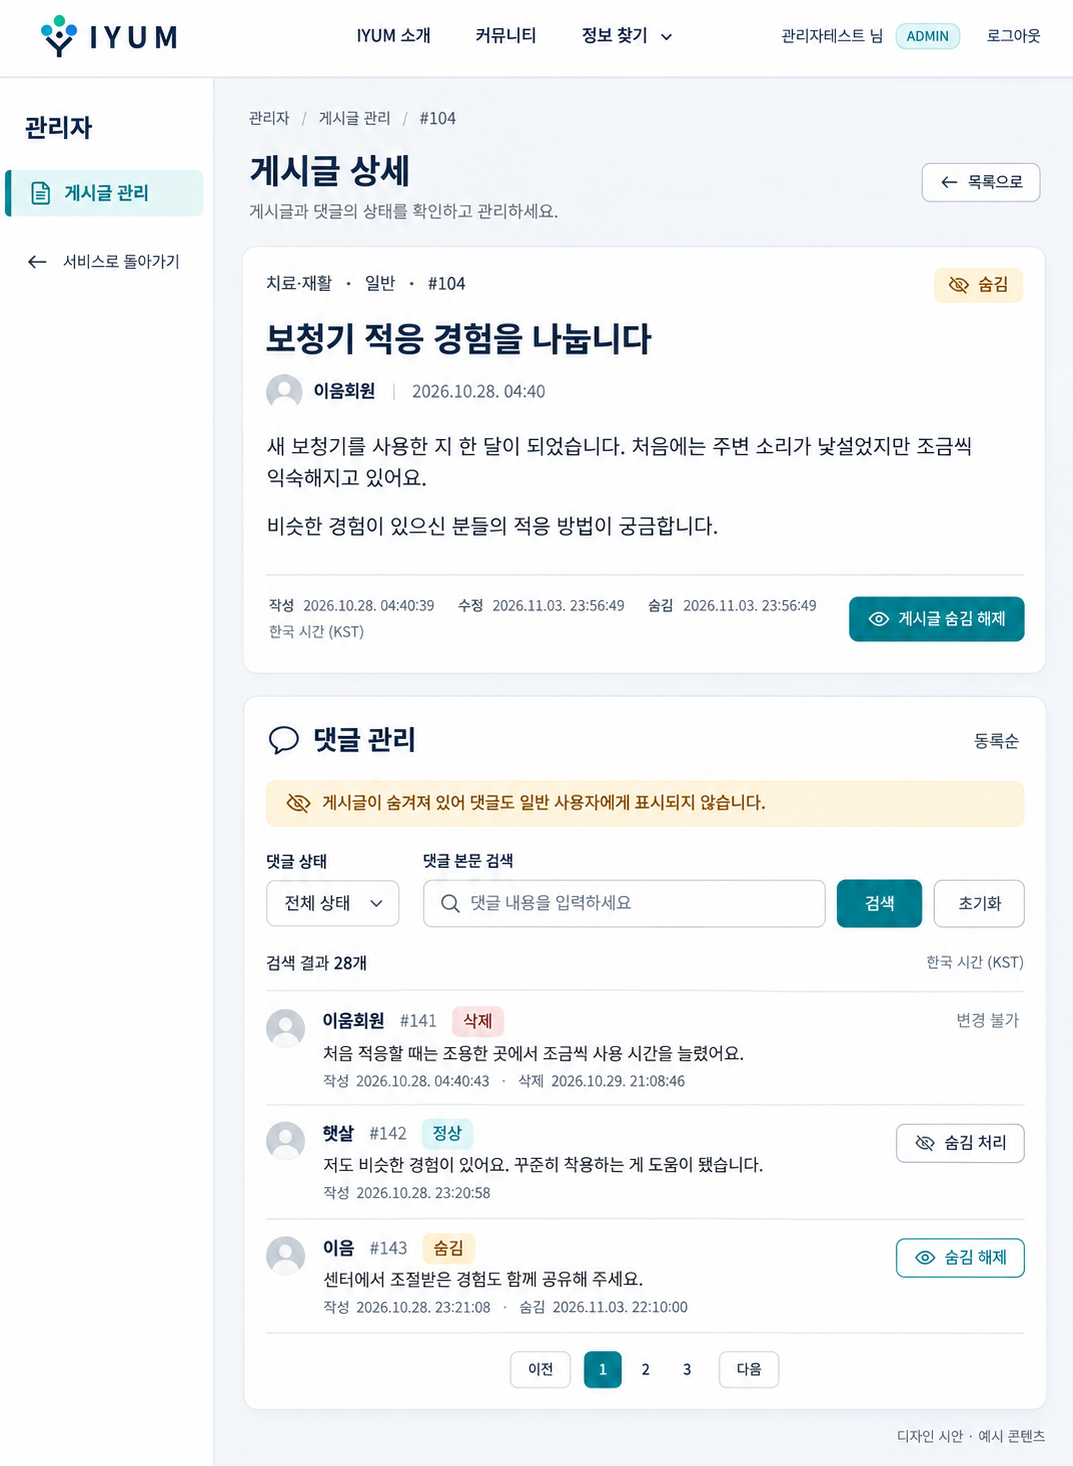 IYUM
IYUM 소개 커뮤니티 정보 찾기
관리자테스트 님 ADMIN 로그아웃
관리자
게시글 관리
서비스로 돌아가기
관리자 / 게시글 관리 / #104
게시글 상세
게시글과 댓글의 상태를 확인하고 관리하세요.
목록으로
치료·재활 · 일반 · #104
숨김
보청기 적응 경험을 나눕니다
이음회원 | 2026.10.28. 04:40
새 보청기를 사용한 지 한 달이 되었습니다. 처음에는 주변 소리가 낯설었지만 조금씩
익숙해지고 있어요.
비슷한 경험이 있으신 분들의 적응 방법이 궁금합니다.
작성 2026.10.28. 04:40:39 수정 2026.11.03. 23:56:49 숨김 2026.11.03. 23:56:49
한국 시간 (KST)
게시글 숨김 해제
댓글 관리
등록순
게시글이 숨겨져 있어 댓글도 일반 사용자에게 표시되지 않습니다.
댓글 상태
전체 상태
댓글 본문 검색
댓글 내용을 입력하세요
검색
초기화
검색 결과 28개
한국 시간 (KST)
이움회원 #141 삭제
변경 불가
처음 적응할 때는 조용한 곳에서 조금씩 사용 시간을 늘렸어요.
작성 2026.10.28. 04:40:43 · 삭제 2026.10.29. 21:08:46
햇살 #142 정상
숨김 처리
저도 비슷한 경험이 있어요. 꾸준히 착용하는 게 도움이 됐습니다.
작성 2026.10.28. 23:20:58
이음 #143 숨김
숨김 해제
센터에서 조절받은 경험도 함께 공유해 주세요.
작성 2026.10.28. 23:21:08 · 숨김 2026.11.03. 22:10:00
이전 1 2 3 다음
디자인 시안 · 예시 콘텐츠